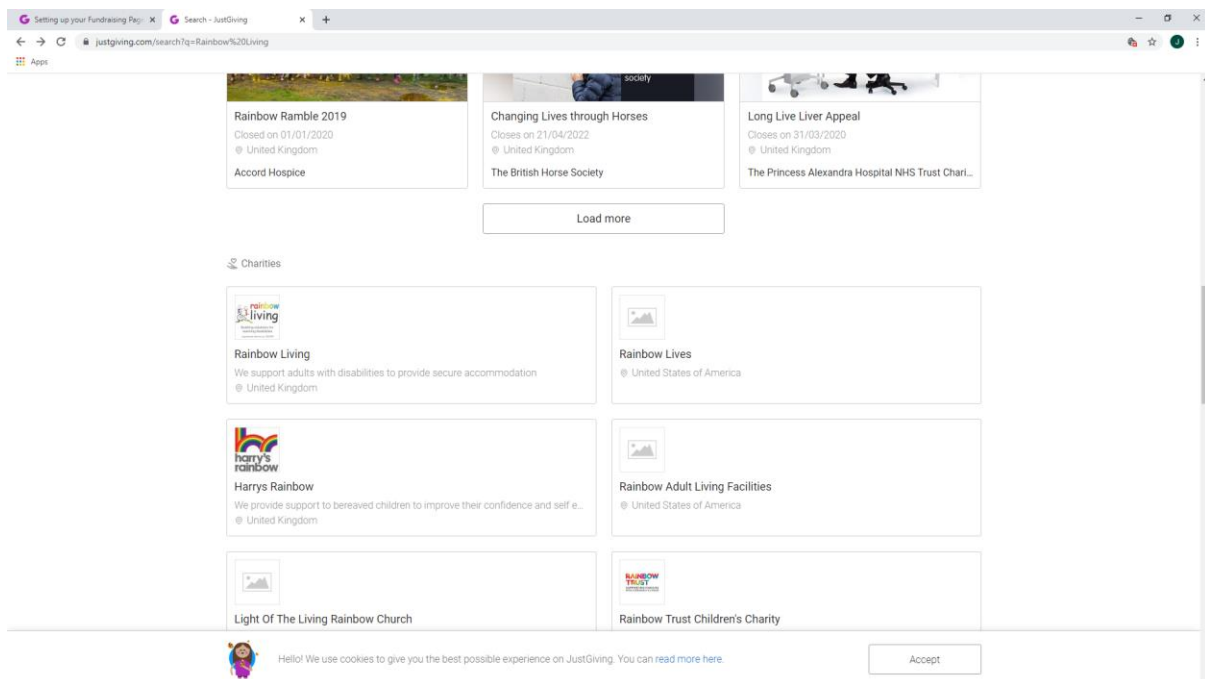 Setting up your Fundraising Page
Search - JustGiving
justgiving.com/search?q=Rainbow%20Living
J
Apps
society
Rainbow Ramble 2019
Closed on 01/01/2020
United Kingdom
Accord Hospice
Changing Lives through Horses
Closes on 21/04/2022
United Kingdom
The British Horse Society
Long Live Liver Appeal
Closes on 31/03/2020
United Kingdom
The Princess Alexandra Hospital NHS Trust Chari...
Load more
Charities
rainbow
living
Rainbow Living
We support adults with disabilities to provide secure accommodation
United Kingdom
Rainbow Lives
United States of America
harry's
rainbow
Harrys Rainbow
We provide support to bereaved children to improve their confidence and self e...
United Kingdom
Rainbow Adult Living Facilities
United States of America
Light Of The Living Rainbow Church
RAINBOW
TRUST
Rainbow Trust Children's Charity
Hello! We use cookies to give you the best possible experience on JustGiving. You can read more here.
Accept